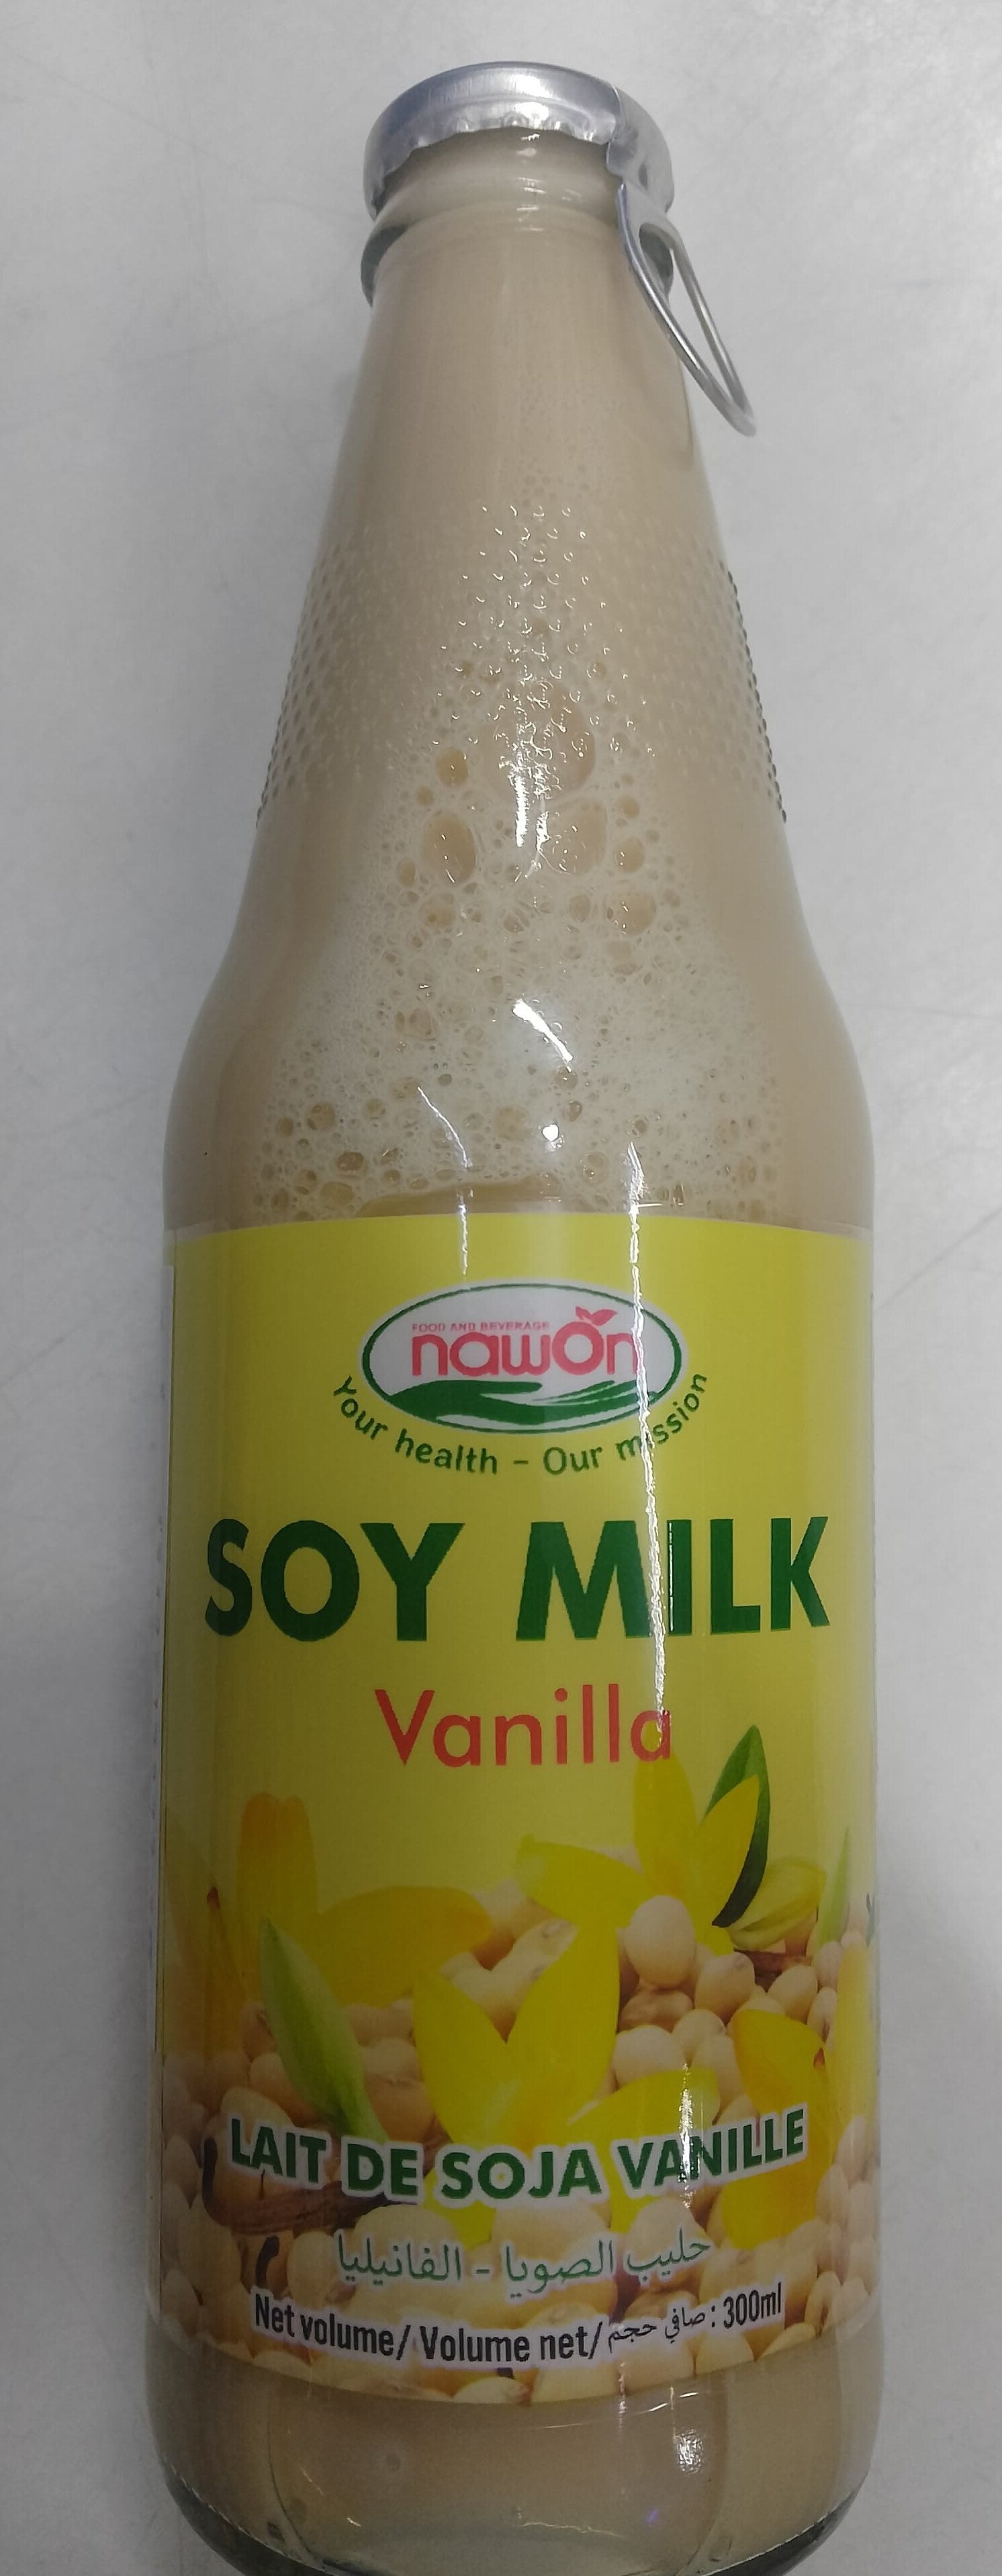 FOOD AND BEVERAGE
nawon
Your health - Our mission
SOY MILK
Vanilla
LAIT DE SOJA VANILLE
حليب الصويا - الفانيليا
Net volume/ Volume net/ صافي حجم : 300ml